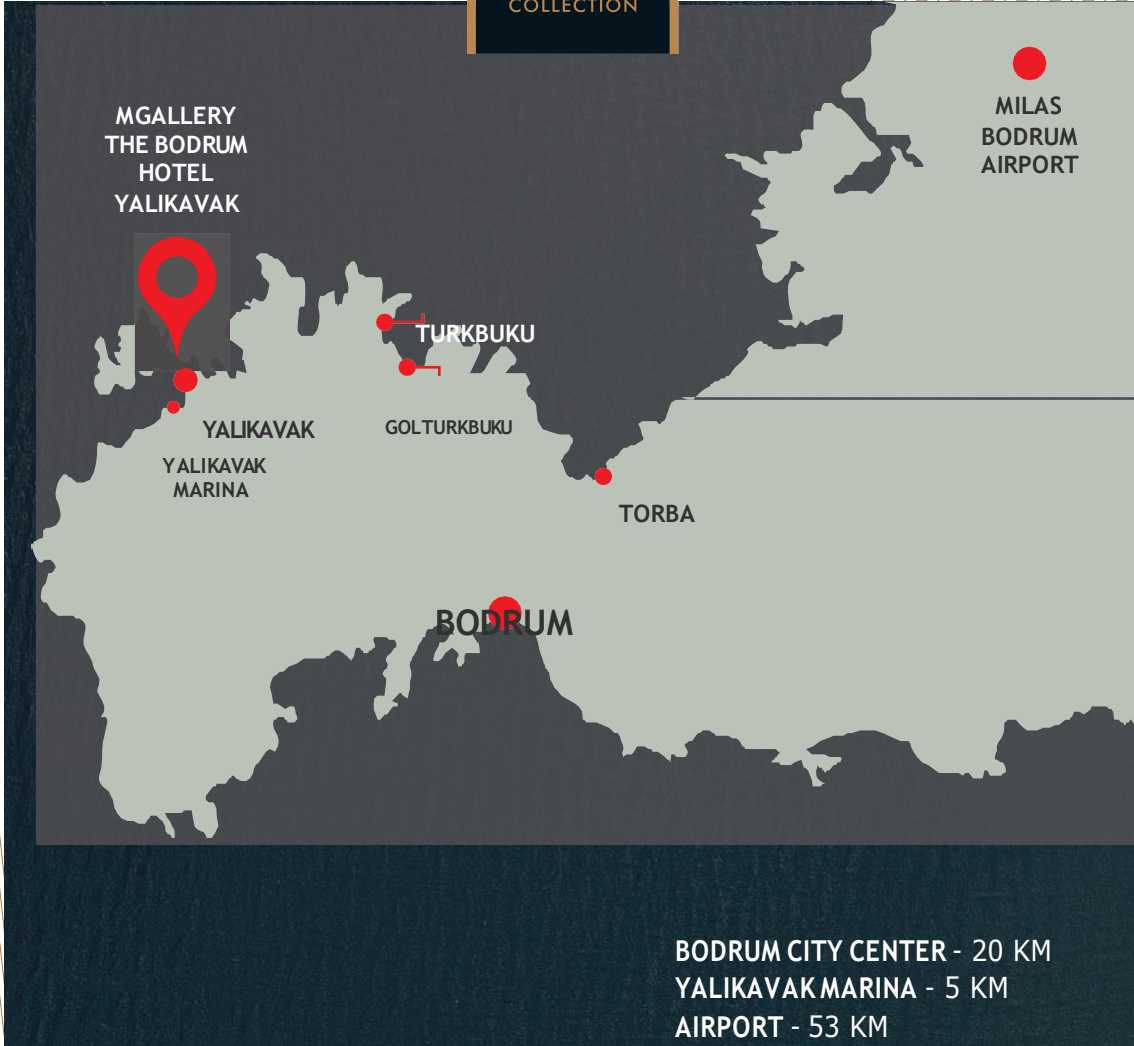 COLLECTION
MGALLERY
THE BODRUM
HOTEL
YALIKAVAK
MILAS
BODRUM
AIRPORT
TURKBUKU
GOLTURKBUKU
YALIKAVAK
YALIKAVAK
MARINA
TORBA
BODRUM
BODRUM CITY CENTER - 20 KM
YALIKAVAK MARINA - 5 KM
AIRPORT - 53 KM